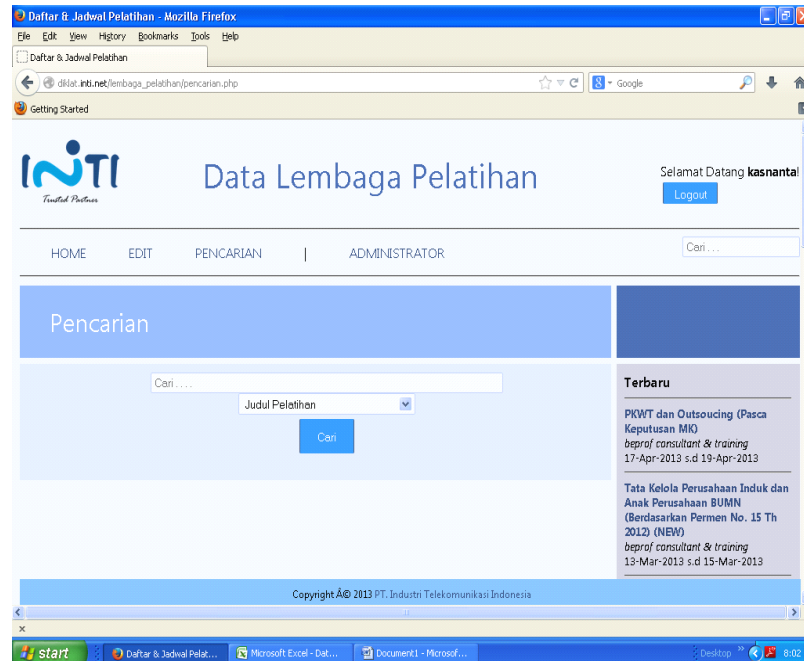 Daftar & Jadwal Pelatihan - Mozilla Firefox
File Edit View History Bookmarks Tools Help
Daftar & Jadwal Pelatihan
diklat.inti.net/lembaga_pelatihan/pencarian.php
Google
Getting Started
INTI
Trusted Partner
Data Lembaga Pelatihan
Selamat Datang kasnanta!
Logout
HOME EDIT PENCARIAN | ADMINISTRATOR
Cari . . .
Pencarian
Cari . . . .
Judul Pelatihan
Cari
Terbaru
PKWT dan Outsoucing (Pasca
Keputusan MK)
beprof consultant & training
17-Apr-2013 s.d 19-Apr-2013
Tata Kelola Perusahaan Induk dan
Anak Perusahaan BUMN
(Berdasarkan Permen No. 15 Th
2012) (NEW)
beprof consultant & training
13-Mar-2013 s.d 15-Mar-2013
Copyright Â© 2013 PT. Industri Telekomunikasi Indonesia
start
Daftar & Jadwal Pelat...
Microsoft Excel - Dat...
Document1 - Microsof...
Desktop
8:02